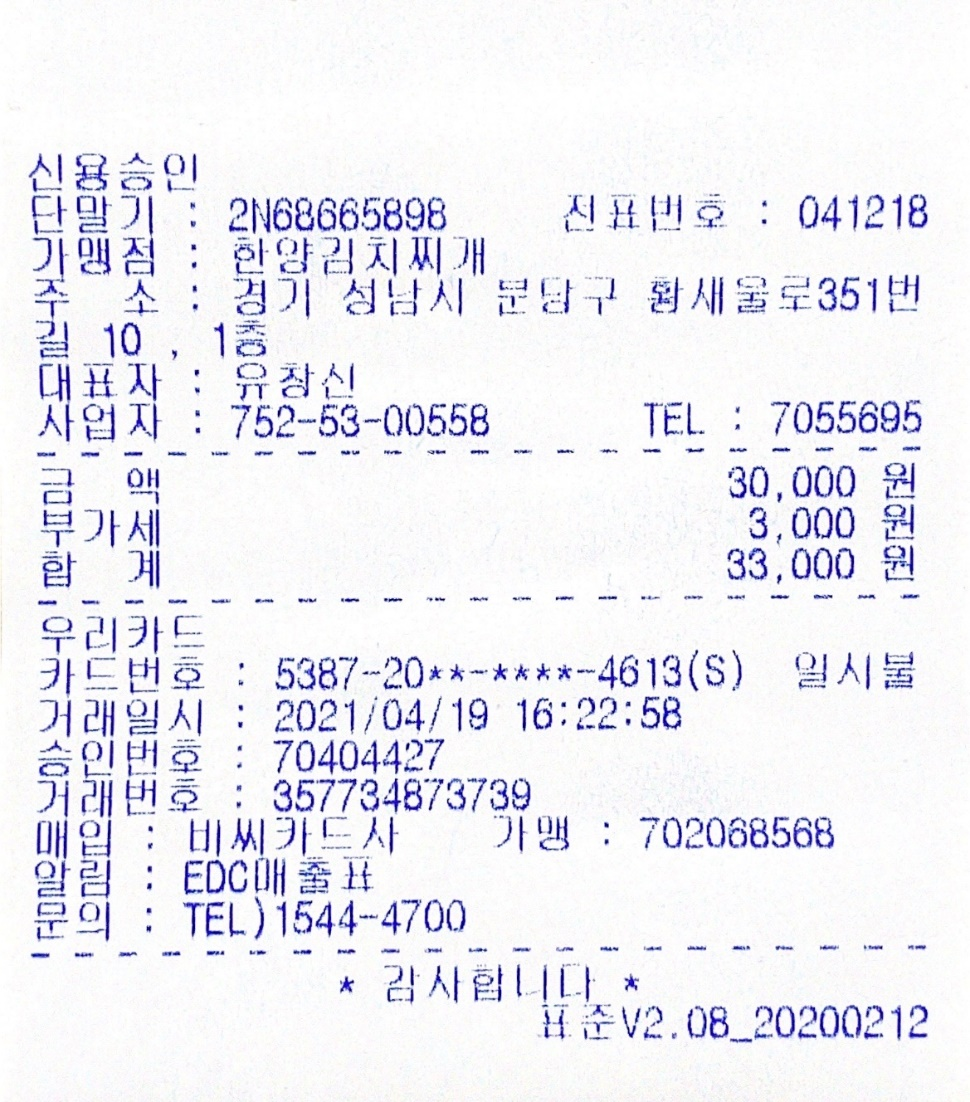 신용승인
단말기 : 2N68665898 전표번호 : 041218
가맹점 : 한양김치찌개
주 소 : 경기 성남시 분당구 황새울로351번
길 10 , 1층
대표자 : 유창신
사업자 : 752-53-00558 TEL : 7055695
금 액 30,000 원
부가세 3,000 원
합 계 33,000 원
우리카드
카드번호 : 5387-20**-****-4613(S) 일시불
거래일시 : 2021/04/19 16:22:58
승인번호 : 70404427
거래번호 : 357734873739
매입 : 비씨카드사 가맹 : 702068568
알림 : EDC매출표
문의 : TEL)1544-4700
* 감사합니다 *
표준V2.08_20200212